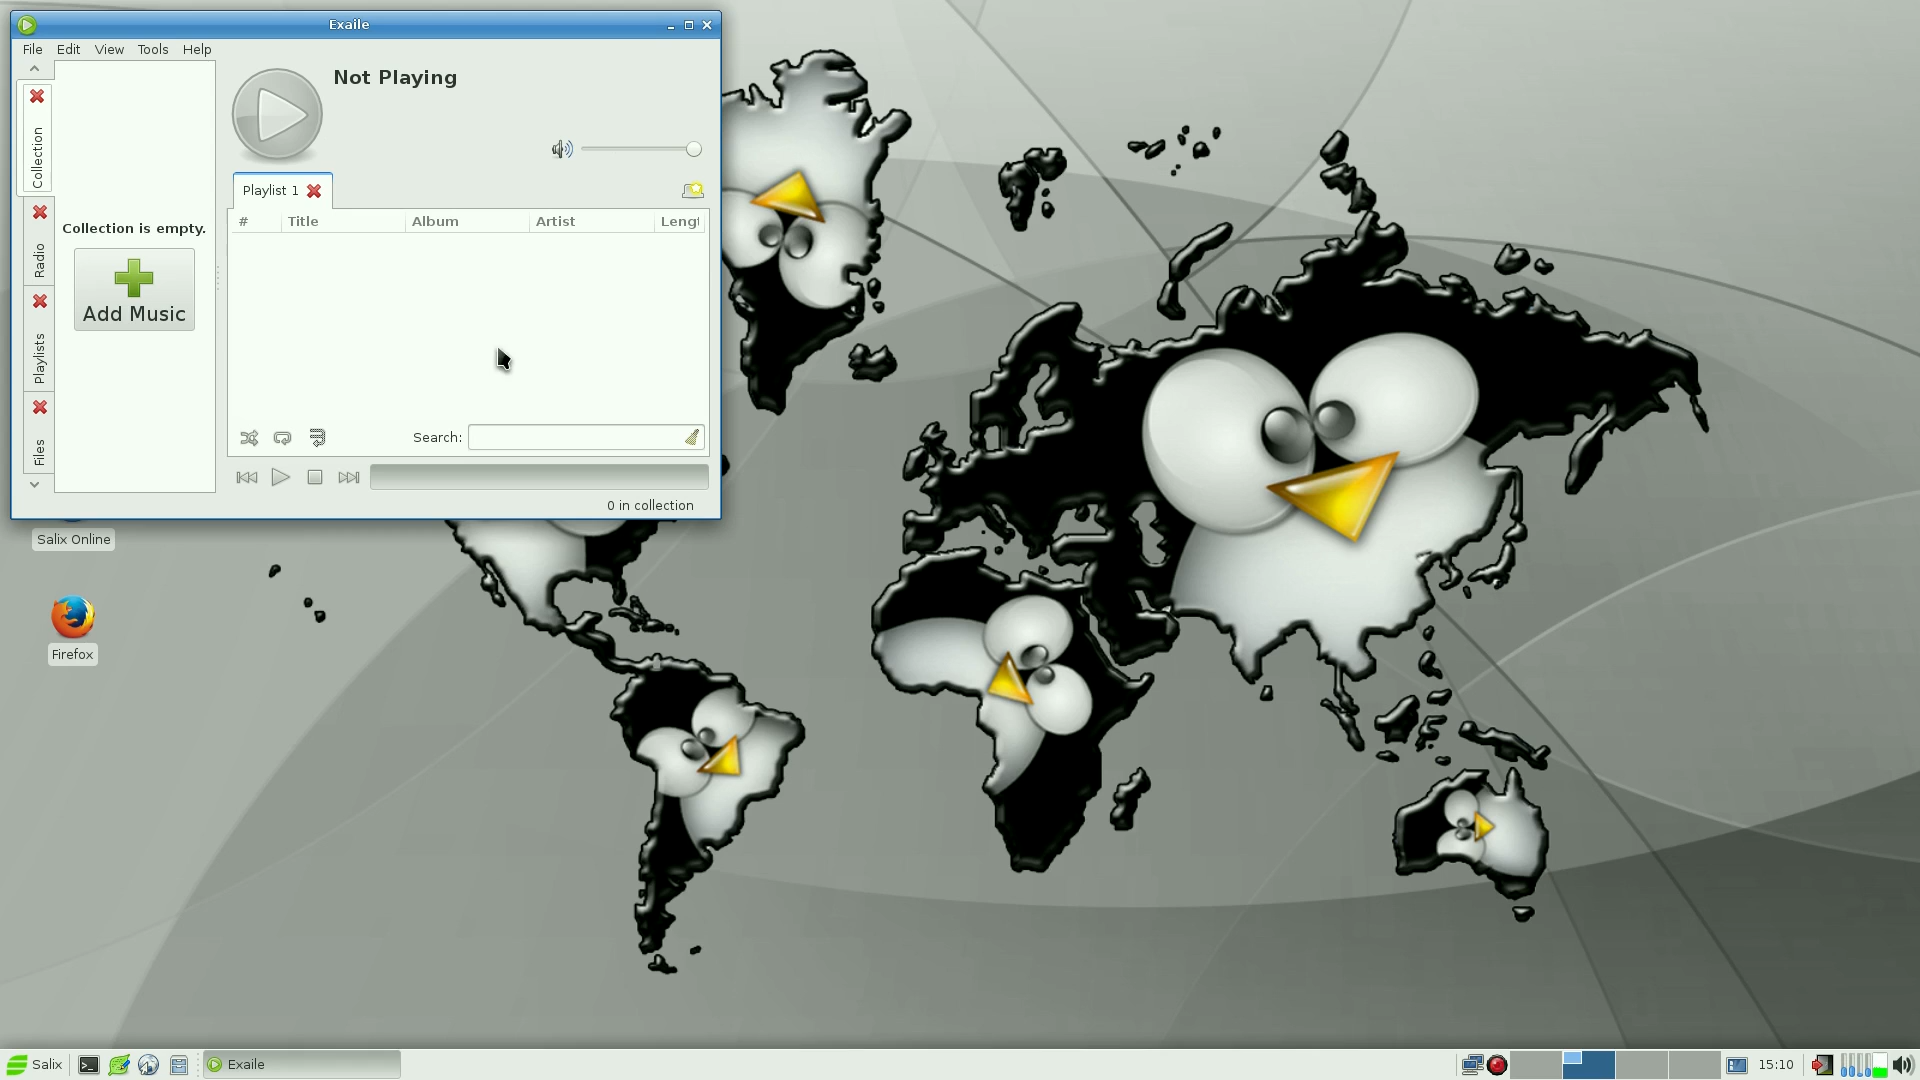 Exaile
File Edit View Tools Help
Not Playing
Collection
Radio
Playlists
Files
Collection is empty.
Add Music
Playlist 1
# Title Album Artist Lengt
Search:
0 in collection
Salix Online
Firefox
Salix Exaile 15:10